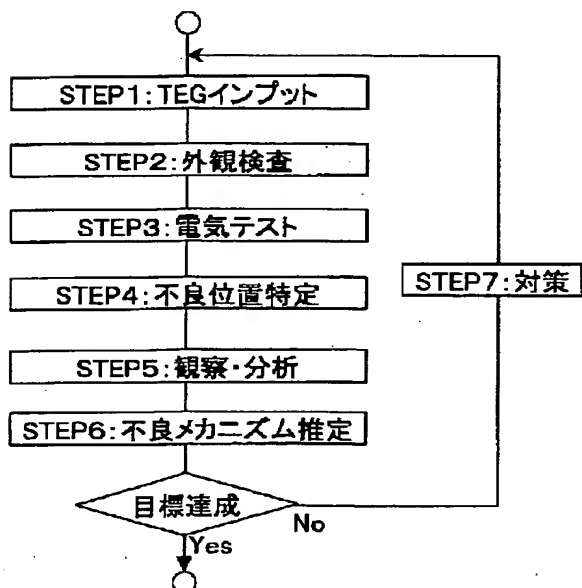 STEP1:TEGインプット
STEP2:外観検査
STEP3:電気テスト
STEP4:不良位置特定
STEP7:対策
STEP5:観察・分析
STEP6:不良メカニズム推定
目標達成
No
Yes